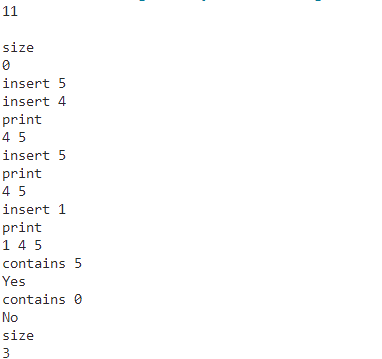 11
size
0
insert 5
insert 4
print
4 5
insert 5
print
4 5
insert 1
print
1 4 5
contains 5
Yes
contains 0
No
size
3